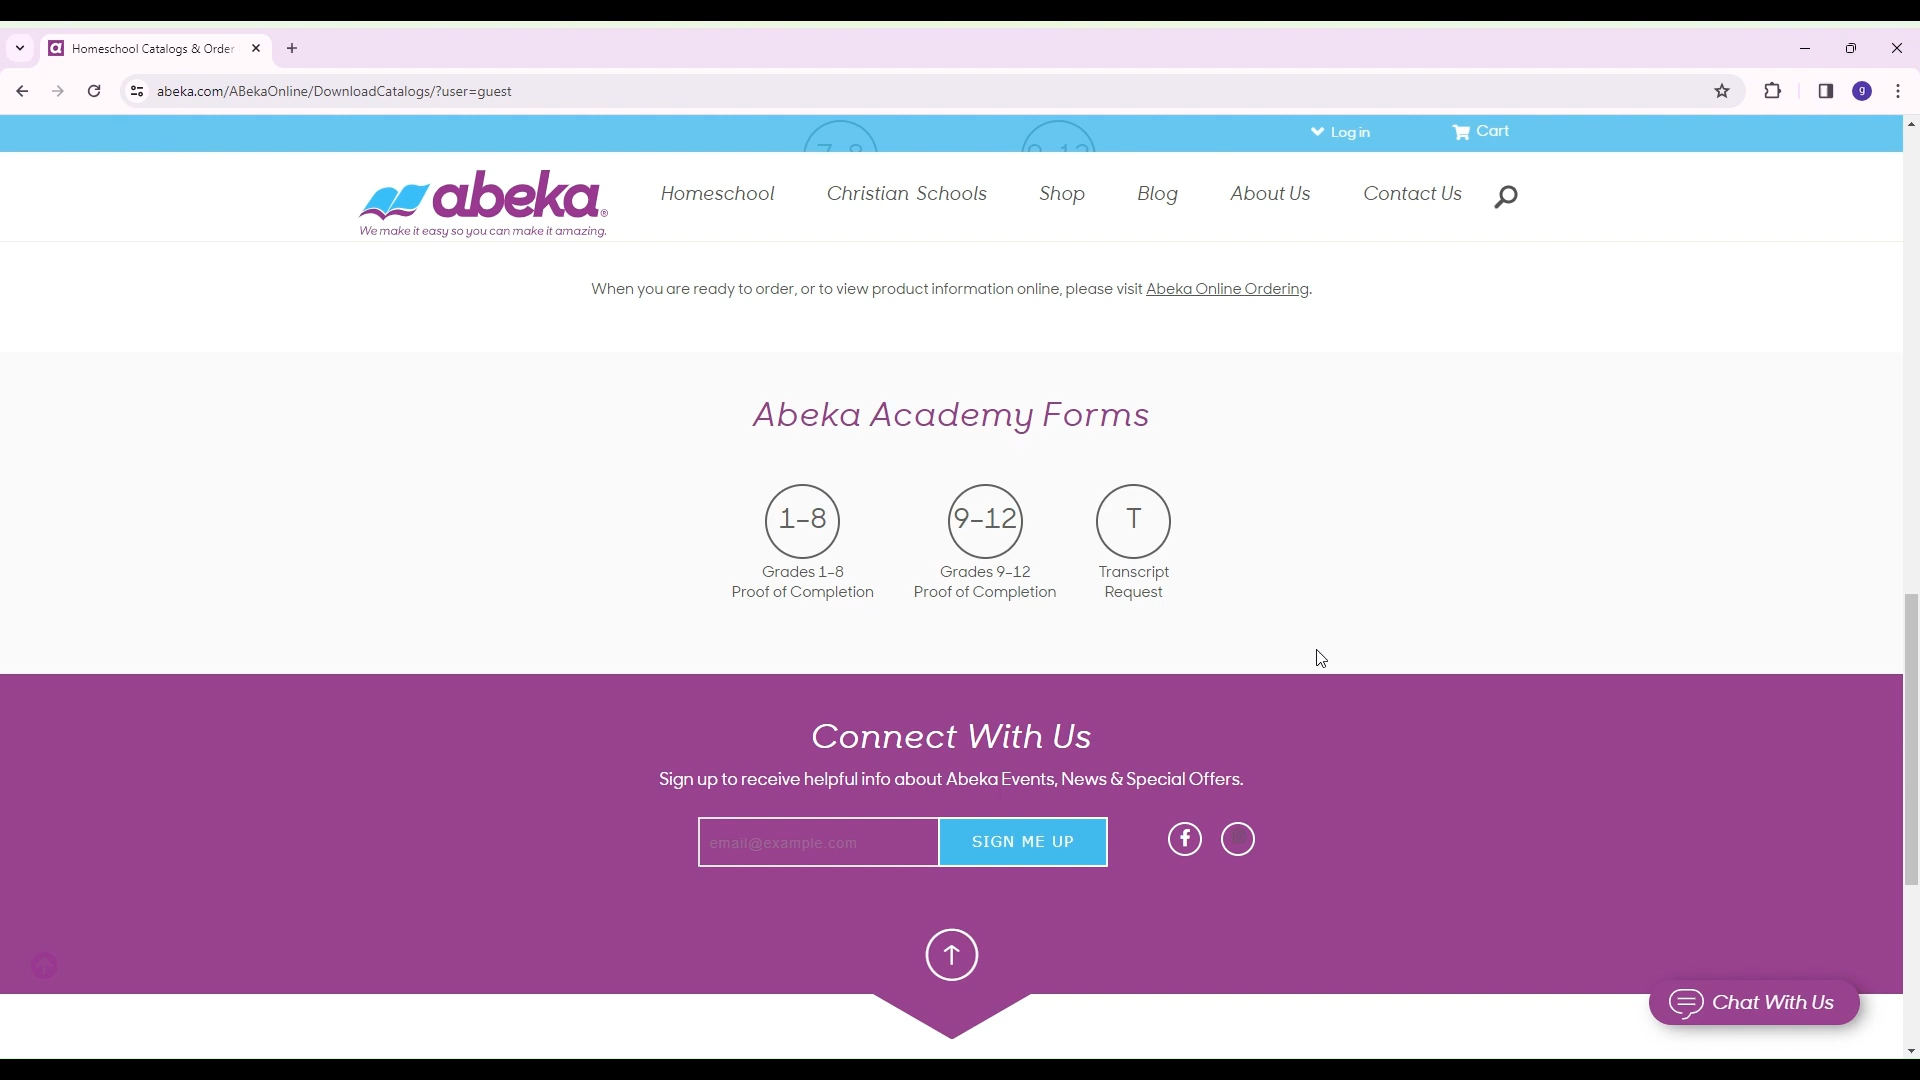 Homeschool Catalogs & Order
abeka.com/ABekaOnline/DownloadCatalogs/?user=guest
g
7–8
9–12
Log in
Cart
abeka®
We make it easy so you can make it amazing.
Homeschool
Christian Schools
Shop
Blog
About Us
Contact Us
When you are ready to order, or to view product information online, please visit Abeka Online Ordering.
Abeka Academy Forms
1–8
9–12
T
Grades 1–8
Proof of Completion
Grades 9–12
Proof of Completion
Transcript
Request
Connect With Us
Sign up to receive helpful info about Abeka Events, News & Special Offers.
email@example.com
SIGN ME UP
Chat With Us